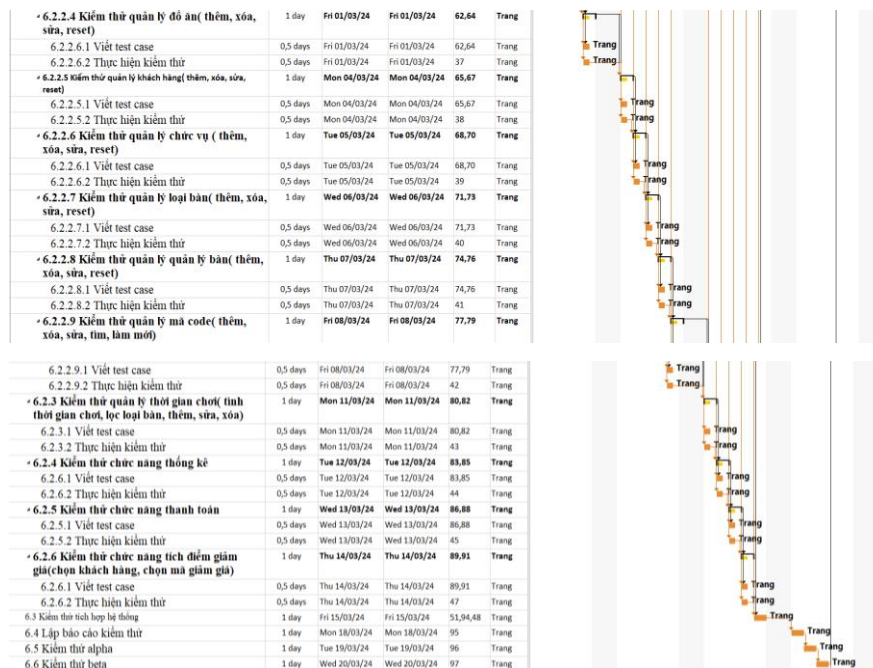 6.2.2.4 Kiểm thử quản lý đồ ăn( thêm, xóa, 1 day Fri 01/03/24 Fri 01/03/24 62,64 Trang
sửa, reset)
6.2.2.6.1 Viết test case 0,5 days Fri 01/03/24 Fri 01/03/24 62,64 Trang Trang
6.2.2.6.2 Thực hiện kiểm thử 0,5 days Fri 01/03/24 Fri 01/03/24 37 Trang Trang
6.2.2.5 Kiểm thử quản lý khách hàng( thêm, xóa, sửa, 1 day Mon 04/03/24 Mon 04/03/24 65,67 Trang
reset)
6.2.2.5.1 Viết test case 0,5 days Mon 04/03/24 Mon 04/03/24 65,67 Trang Trang
6.2.2.5.2 Thực hiện kiểm thử 0,5 days Mon 04/03/24 Mon 04/03/24 38 Trang Trang
6.2.2.6 Kiểm thử quản lý chức vụ ( thêm, 1 day Tue 05/03/24 Tue 05/03/24 68,70 Trang
xóa, sửa, reset)
6.2.2.6.1 Viết test case 0,5 days Tue 05/03/24 Tue 05/03/24 68,70 Trang Trang
6.2.2.6.2 Thực hiện kiểm thử 0,5 days Tue 05/03/24 Tue 05/03/24 39 Trang Trang
6.2.2.7 Kiểm thử quản lý loại bàn( thêm, xóa, 1 day Wed 06/03/24 Wed 06/03/24 71,73 Trang
sửa, reset)
6.2.2.7.1 Viết test case 0,5 days Wed 06/03/24 Wed 06/03/24 71,73 Trang Trang
6.2.2.7.2 Thực hiện kiểm thử 0,5 days Wed 06/03/24 Wed 06/03/24 40 Trang Trang
6.2.2.8 Kiểm thử quản lý quản lý bàn( thêm, 1 day Thu 07/03/24 Thu 07/03/24 74,76 Trang
xóa, sửa, reset)
6.2.2.8.1 Viết test case 0,5 days Thu 07/03/24 Thu 07/03/24 74,76 Trang Trang
6.2.2.8.2 Thực hiện kiểm thử 0,5 days Thu 07/03/24 Thu 07/03/24 41 Trang Trang
6.2.2.9 Kiểm thử quản lý mã code( thêm, 1 day Fri 08/03/24 Fri 08/03/24 77,79 Trang
xóa, sửa, tìm, làm mới)
6.2.2.9.1 Viết test case 0,5 days Fri 08/03/24 Fri 08/03/24 77,79 Trang Trang
6.2.2.9.2 Thực hiện kiểm thử 0,5 days Fri 08/03/24 Fri 08/03/24 42 Trang Trang
6.2.3 Kiểm thử quản lý thời gian chơi( tính 1 day Mon 11/03/24 Mon 11/03/24 80,82 Trang
thời gian chơi, lọc loại bàn, thêm, sửa, xóa)
6.2.3.1 Viết test case 0,5 days Mon 11/03/24 Mon 11/03/24 80,82 Trang Trang
6.2.3.2 Thực hiện kiểm thử 0,5 days Mon 11/03/24 Mon 11/03/24 43 Trang Trang
6.2.4 Kiểm thử chức năng thống kê 1 day Tue 12/03/24 Tue 12/03/24 83,85 Trang
6.2.6.1 Viết test case 0,5 days Tue 12/03/24 Tue 12/03/24 83,85 Trang Trang
6.2.6.2 Thực hiện kiểm thử 0,5 days Tue 12/03/24 Tue 12/03/24 44 Trang Trang
6.2.5 Kiểm thử chức năng thanh toán 1 day Wed 13/03/24 Wed 13/03/24 86,88 Trang
6.2.5.1 Viết test case 0,5 days Wed 13/03/24 Wed 13/03/24 86,88 Trang Trang
6.2.5.2 Thực hiện kiểm thử 0,5 days Wed 13/03/24 Wed 13/03/24 45 Trang Trang
6.2.6 Kiểm thử chức năng tích điểm giảm 1 day Thu 14/03/24 Thu 14/03/24 89,91 Trang
giá(chọn khách hàng, chọn mã giảm giá)
6.2.6.1 Viết test case 0,5 days Thu 14/03/24 Thu 14/03/24 89,91 Trang Trang
6.2.6.2 Thực hiện kiểm thử 0,5 days Thu 14/03/24 Thu 14/03/24 47 Trang Trang
6.3 Kiểm thử tích hợp hệ thống 1 day Fri 15/03/24 Fri 15/03/24 51,94,48 Trang Trang
6.4 Lập báo cáo kiểm thử 1 day Mon 18/03/24 Mon 18/03/24 95 Trang Trang
6.5 Kiểm thử alpha 1 day Tue 19/03/24 Tue 19/03/24 96 Trang Trang
6.6 Kiểm thử beta 1 day Wed 20/03/24 Wed 20/03/24 97 Trang Trang